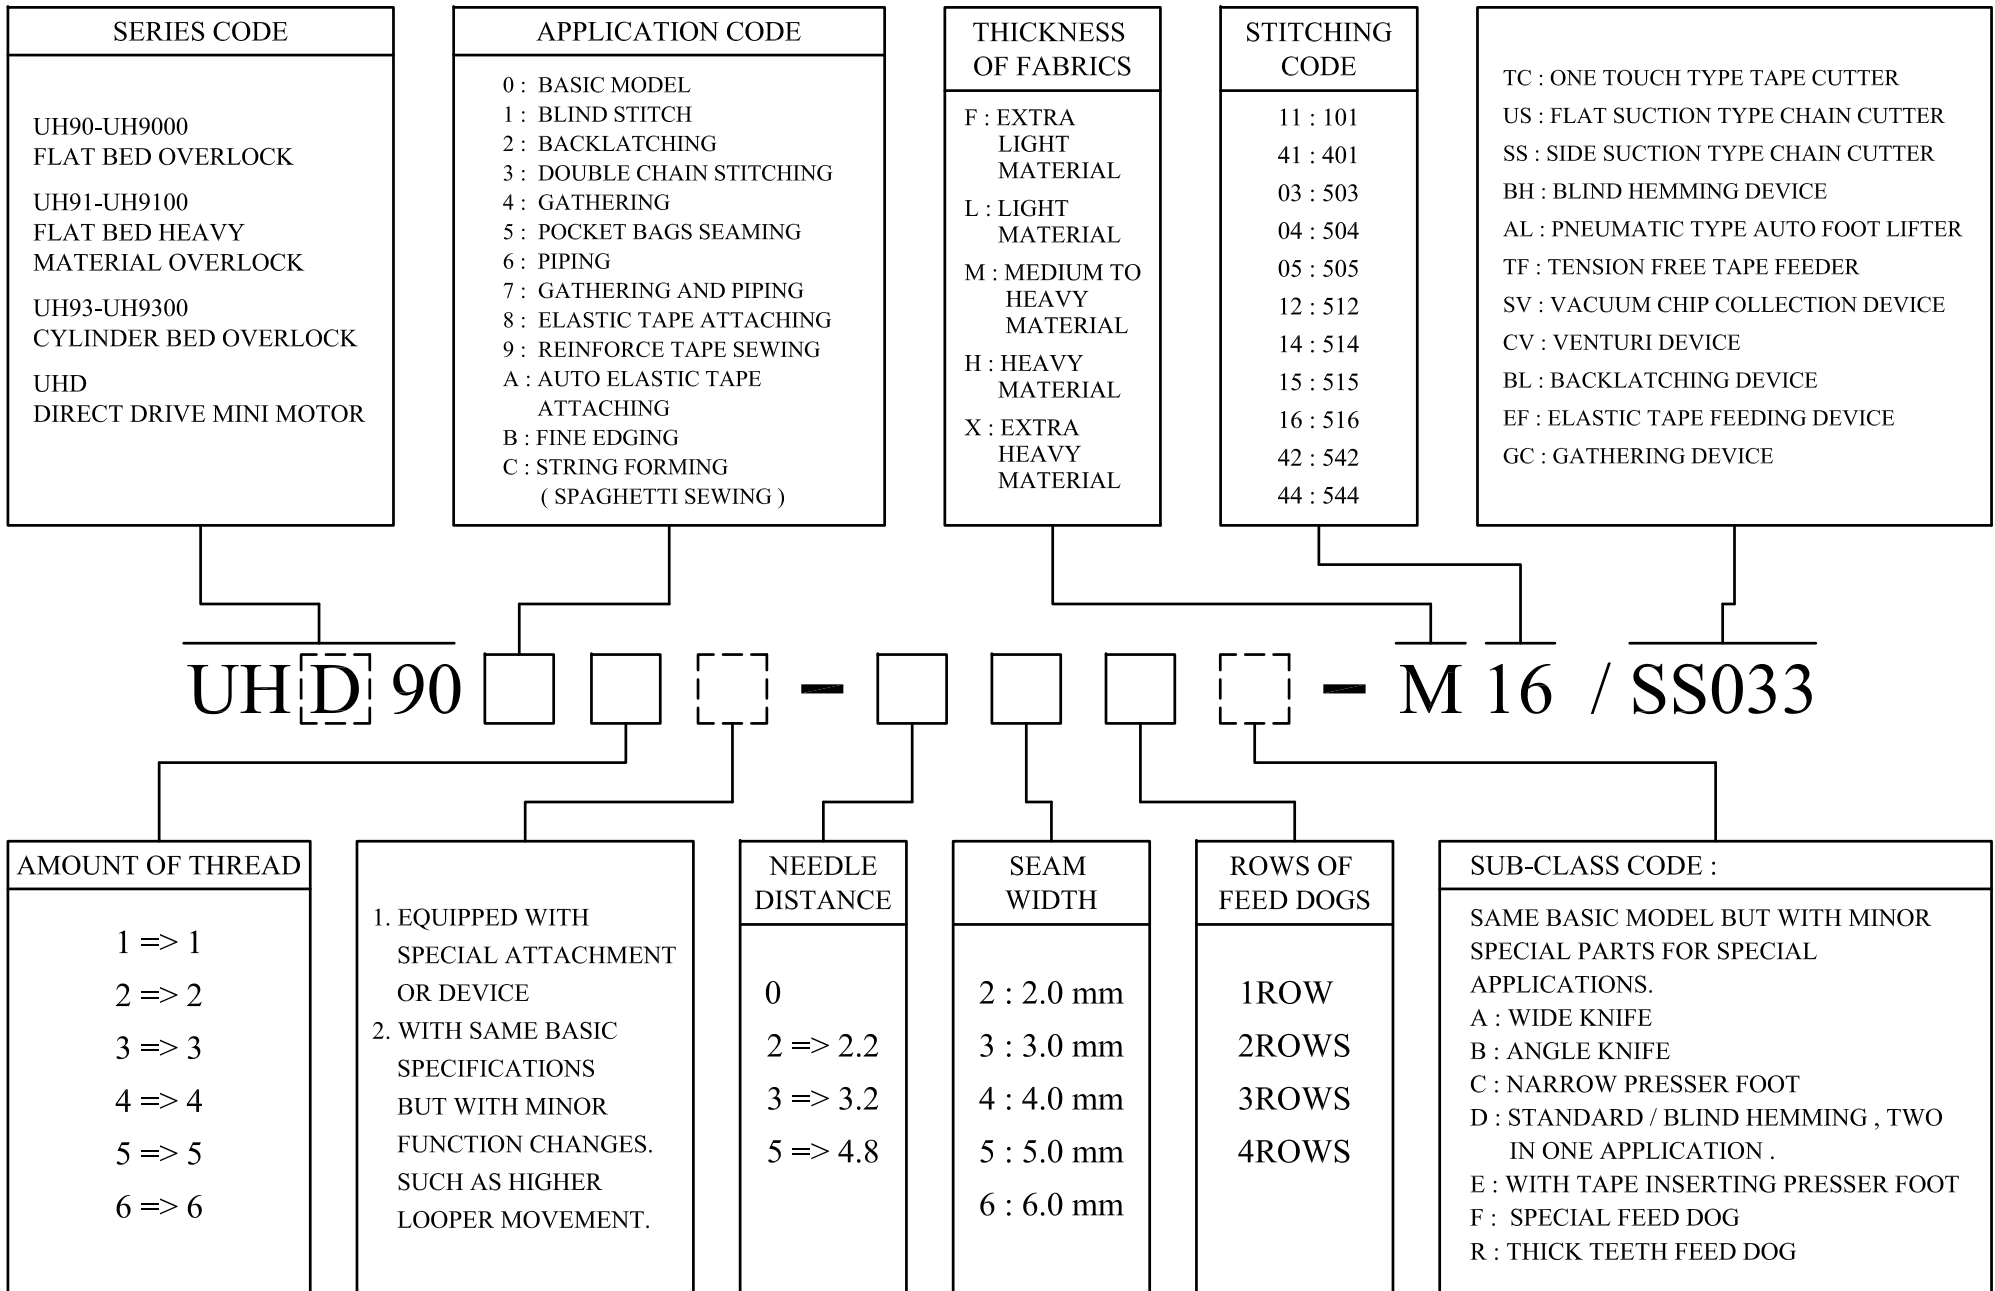 SERIES CODE
UH90-UH9000
FLAT BED OVERLOCK
UH91-UH9100
FLAT BED HEAVY
MATERIAL OVERLOCK
UH93-UH9300
CYLINDER BED OVERLOCK
UHD
DIRECT DRIVE MINI MOTOR
APPLICATION CODE
0 : BASIC MODEL
1 : BLIND STITCH
2 : BACKLATCHING
3 : DOUBLE CHAIN STITCHING
4 : GATHERING
5 : POCKET BAGS SEAMING
6 : PIPING
7 : GATHERING AND PIPING
8 : ELASTIC TAPE ATTACHING
9 : REINFORCE TAPE SEWING
A : AUTO ELASTIC TAPE
ATTACHING
B : FINE EDGING
C : STRING FORMING
( SPAGHETTI SEWING )
THICKNESS
OF FABRICS
F : EXTRA
LIGHT
MATERIAL
L : LIGHT
MATERIAL
M : MEDIUM TO
HEAVY
MATERIAL
H : HEAVY
MATERIAL
X : EXTRA
HEAVY
MATERIAL
STITCHING
CODE
11 : 101
41 : 401
03 : 503
04 : 504
05 : 505
12 : 512
14 : 514
15 : 515
16 : 516
42 : 542
44 : 544
TC : ONE TOUCH TYPE TAPE CUTTER
US : FLAT SUCTION TYPE CHAIN CUTTER
SS : SIDE SUCTION TYPE CHAIN CUTTER
BH : BLIND HEMMING DEVICE
AL : PNEUMATIC TYPE AUTO FOOT LIFTER
TF : TENSION FREE TAPE FEEDER
SV : VACUUM CHIP COLLECTION DEVICE
CV : VENTURI DEVICE
BL : BACKLATCHING DEVICE
EF : ELASTIC TAPE FEEDING DEVICE
GC : GATHERING DEVICE
UH D 90 - - M 16 / SS033
AMOUNT OF THREAD
1 => 1
2 => 2
3 => 3
4 => 4
5 => 5
6 => 6
1. EQUIPPED WITH
SPECIAL ATTACHMENT
OR DEVICE
2. WITH SAME BASIC
SPECIFICATIONS
BUT WITH MINOR
FUNCTION CHANGES.
SUCH AS HIGHER
LOOPER MOVEMENT.
NEEDLE
DISTANCE
0
2 => 2.2
3 => 3.2
5 => 4.8
SEAM
WIDTH
2 : 2.0 mm
3 : 3.0 mm
4 : 4.0 mm
5 : 5.0 mm
6 : 6.0 mm
ROWS OF
FEED DOGS
1ROW
2ROWS
3ROWS
4ROWS
SUB-CLASS CODE :
SAME BASIC MODEL BUT WITH MINOR
SPECIAL PARTS FOR SPECIAL
APPLICATIONS.
A : WIDE KNIFE
B : ANGLE KNIFE
C : NARROW PRESSER FOOT
D : STANDARD / BLIND HEMMING , TWO
IN ONE APPLICATION .
E : WITH TAPE INSERTING PRESSER FOOT
F : SPECIAL FEED DOG
R : THICK TEETH FEED DOG